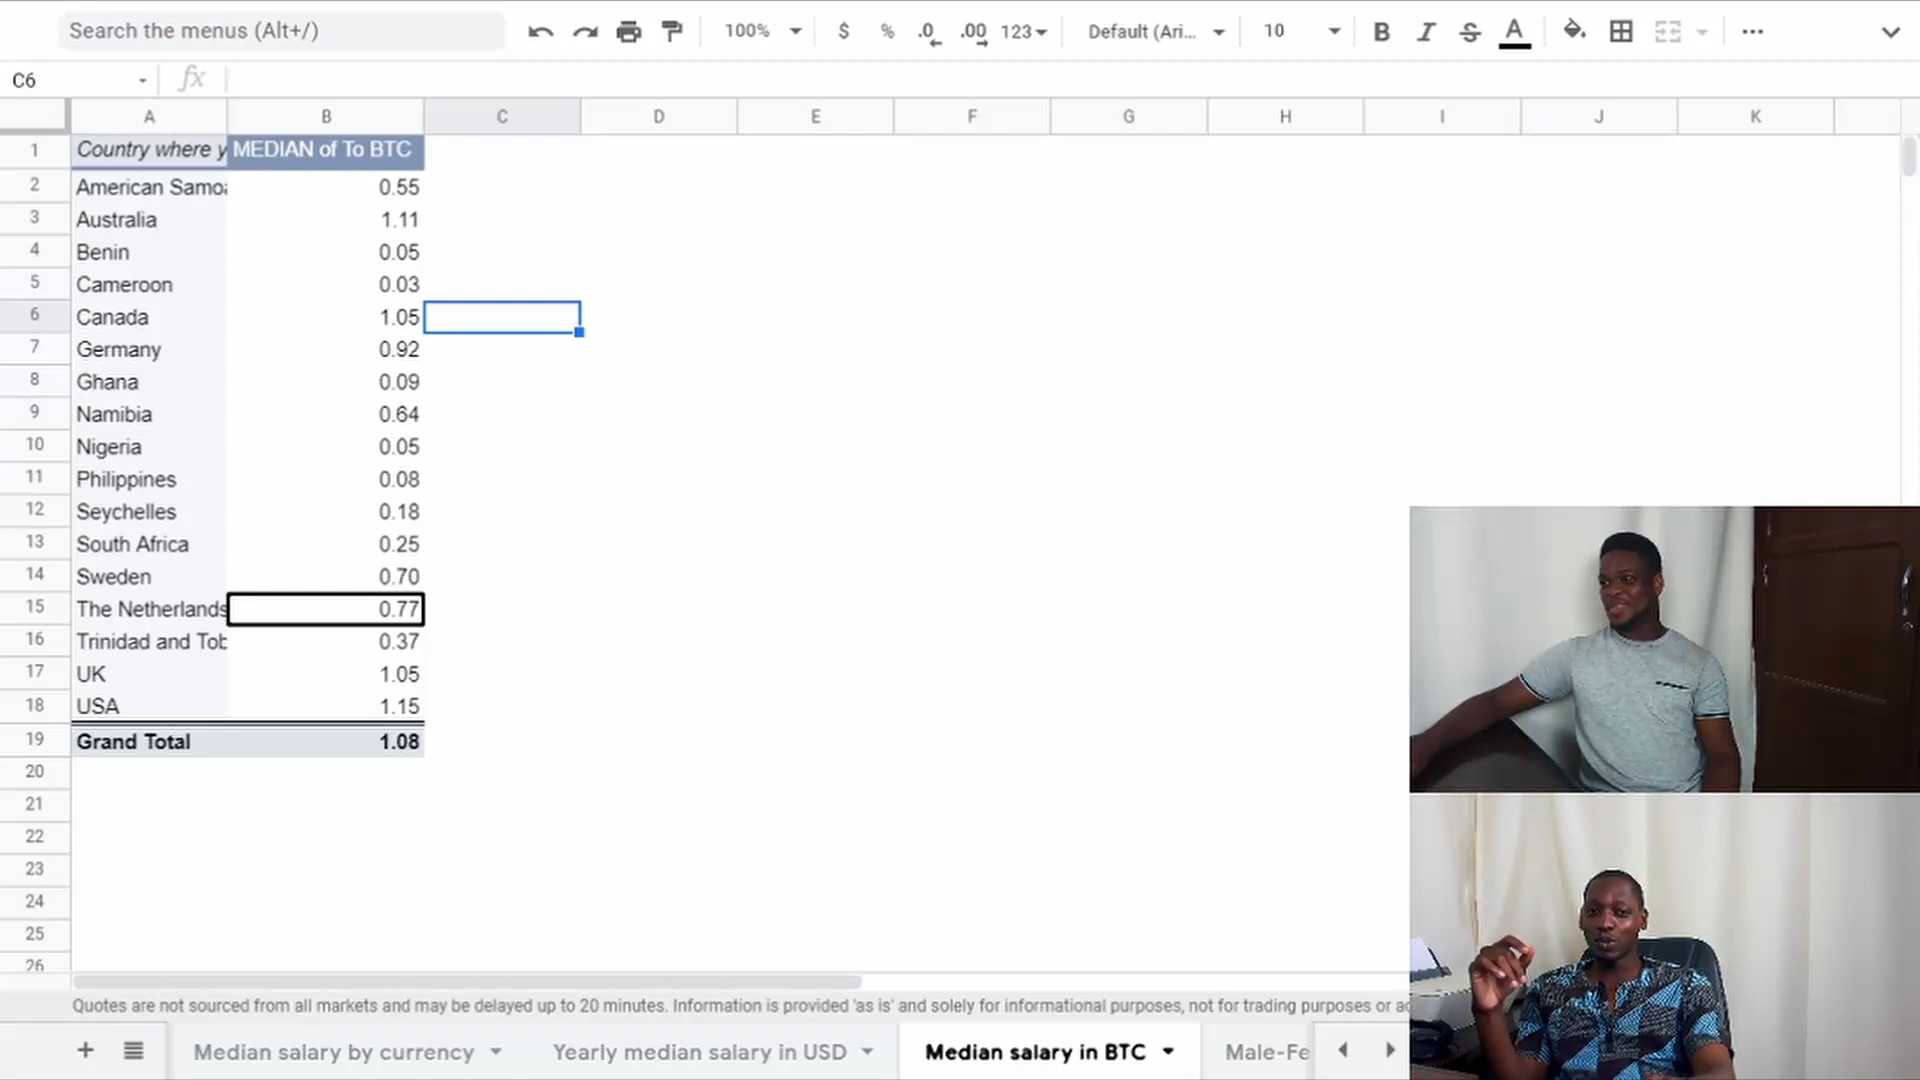 Search the menus (Alt+/)
100%
$
%
.0
.00
123
Default (Ari...
10
B
I
S
A
C6
fx
A B C D E F G H I J K
1 Country where y MEDIAN of To BTC
2 American Samoa 0.55
3 Australia 1.11
4 Benin 0.05
5 Cameroon 0.03
6 Canada 1.05
7 Germany 0.92
8 Ghana 0.09
9 Namibia 0.64
10 Nigeria 0.05
11 Philippines 0.08
12 Seychelles 0.18
13 South Africa 0.25
14 Sweden 0.70
15 The Netherlands 0.77
16 Trinidad and Tob 0.37
17 UK 1.05
18 USA 1.15
19 Grand Total 1.08
20
21
22
23
24
25
26
Quotes are not sourced from all markets and may be delayed up to 20 minutes. Information is provided 'as is' and solely for informational purposes, not for trading purposes or
Median salary by currency
Yearly median salary in USD
Median salary in BTC
Male-Fe